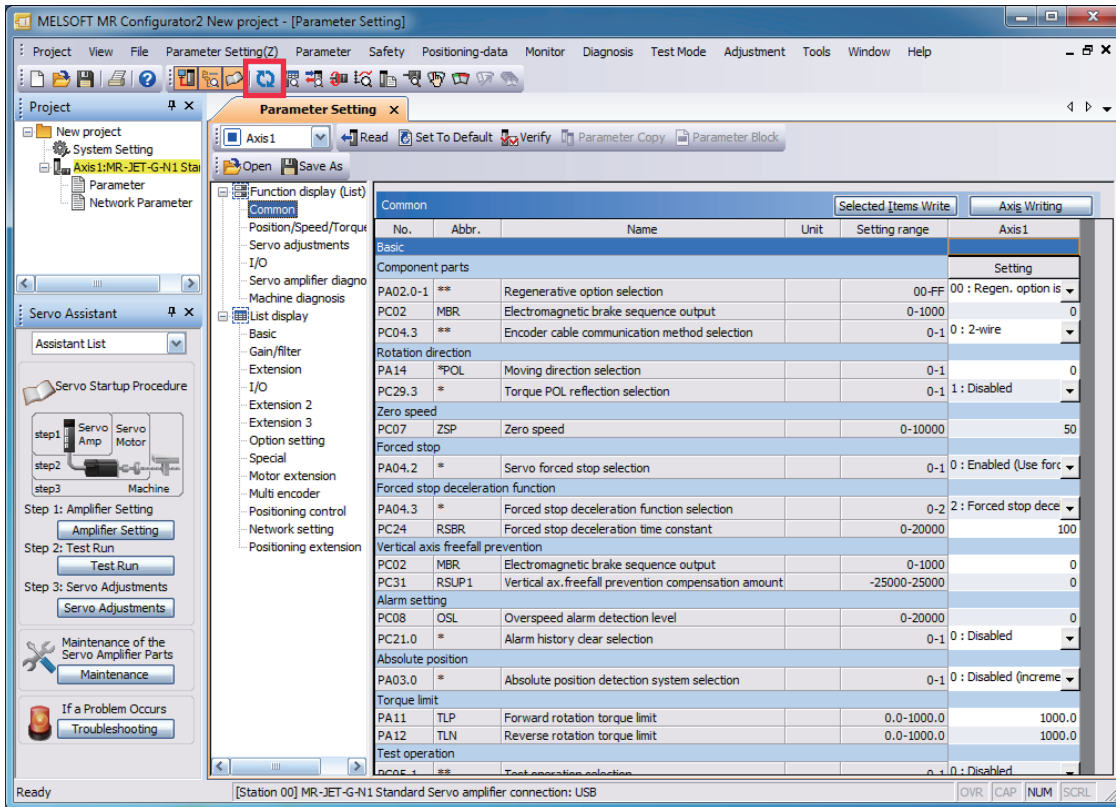 MELSOFT MR Configurator2 New project - [Parameter Setting]
Project View File Parameter Setting(Z) Parameter Safety Positioning-data Monitor Diagnosis Test Mode Adjustment Tools Window Help
Project
New project
System Setting
Axis1:MR-JET-G-N1 Sta
Parameter
Network Parameter
Servo Assistant
Assistant List
Servo Startup Procedure
step1 Servo Amp Servo Motor
step2
step3 Machine
Step 1: Amplifier Setting
Amplifier Setting
Step 2: Test Run
Test Run
Step 3: Servo Adjustments
Servo Adjustments
Maintenance of the
Servo Amplifier Parts
Maintenance
If a Problem Occurs
Troubleshooting
Parameter Setting
Axis1 Read Set To Default Verify Parameter Copy Parameter Block
Open Save As
Function display (List)
Common
Position/Speed/Torque
Servo adjustments
I/O
Servo amplifier diagno
Machine diagnosis
List display
Basic
Gain/filter
Extension
I/O
Extension 2
Extension 3
Option setting
Special
Motor extension
Multi encoder
Positioning control
Network setting
Positioning extension
Common Selected Items Write Axis Writing
No. Abbr. Name Unit Setting range Axis1
Basic
Component parts Setting
PA02.0-1 ** Regenerative option selection 00-FF 00 : Regen. option is
PC02 MBR Electromagnetic brake sequence output 0-1000 0
PC04.3 ** Encoder cable communication method selection 0-1 0 : 2-wire
Rotation direction
PA14 *POL Moving direction selection 0-1 0
PC29.3 * Torque POL reflection selection 0-1 1 : Disabled
Zero speed
PC07 ZSP Zero speed 0-10000 50
Forced stop
PA04.2 * Servo forced stop selection 0-1 0 : Enabled (Use forc
Forced stop deceleration function
PA04.3 * Forced stop deceleration function selection 0-2 2 : Forced stop dece
PC24 RSBR Forced stop deceleration time constant 0-20000 100
Vertical axis freefall prevention
PC02 MBR Electromagnetic brake sequence output 0-1000 0
PC31 RSUP1 Vertical ax.freefall prevention compensation amount -25000-25000 0
Alarm setting
PC08 OSL Overspeed alarm detection level 0-20000 0
PC21.0 * Alarm history clear selection 0-1 0 : Disabled
Absolute position
PA03.0 * Absolute position detection system selection 0-1 0 : Disabled (increme
Torque limit
PA11 TLP Forward rotation torque limit 0.0-1000.0 1000.0
PA12 TLN Reverse rotation torque limit 0.0-1000.0 1000.0
Test operation
PC05.1 ** Test operation selection 0-1 0 : Disabled
Ready [Station 00] MR-JET-G-N1 Standard Servo amplifier connection: USB OVR CAP NUM SCRL